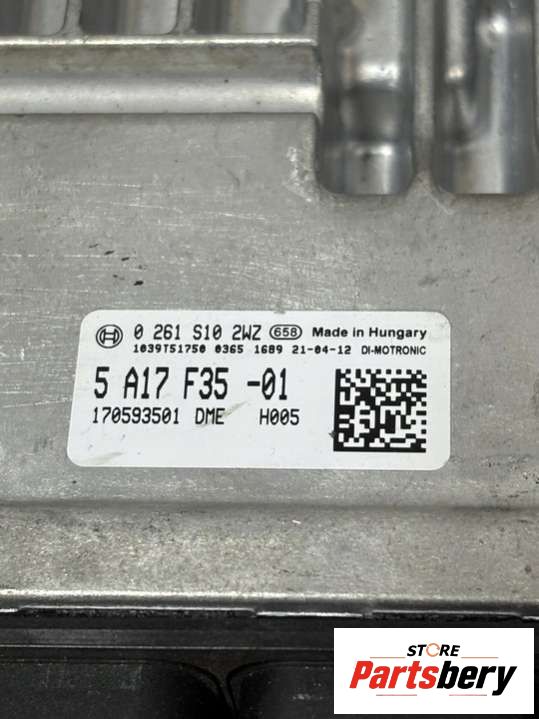 0 261 S10 2WZ 658 Made in Hungary
1039T51750 0365 1689 21-04-12 DI-MOTRONIC
5 A17 F35 -01
170593501 DME H005
STORE
Partsbery